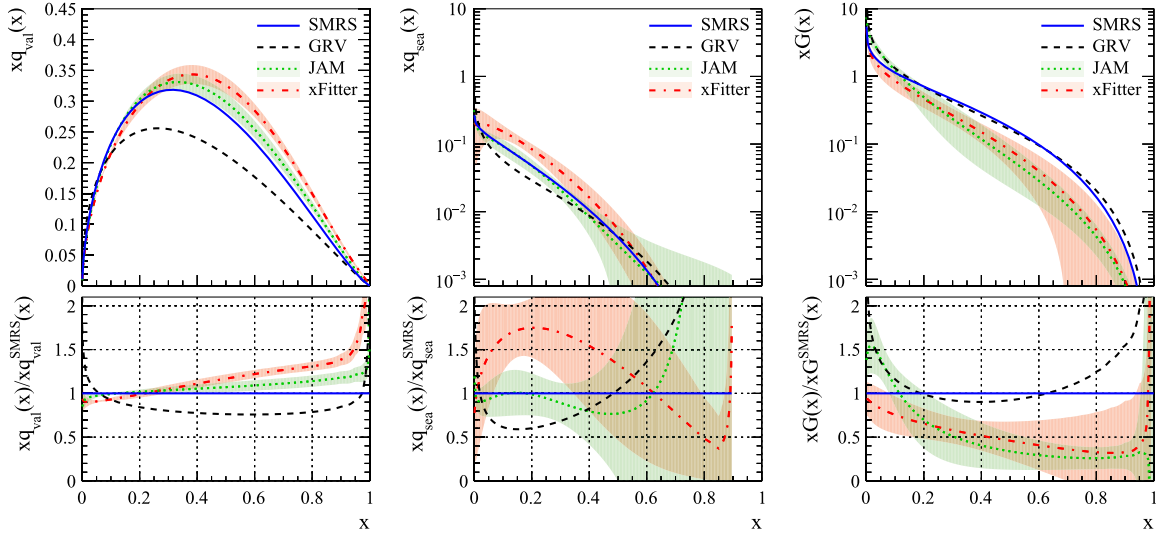 xq_val(x)
0.45
0.4
0.35
0.3
0.25
0.2
0.15
0.1
0.05
0
SMRS
GRV
JAM
xFitter
xq_sea(x)
10
1
10^−1
10^−2
10^−3
SMRS
GRV
JAM
xFitter
xG(x)
10
1
10^−1
10^−2
10^−3
SMRS
GRV
JAM
xFitter
xq_val(x)/xq_val^SMRS(x)
2
1.5
1
0.5
0
0 0.2 0.4 0.6 0.8 1
x
xq_sea(x)/xq_sea^SMRS(x)
2
1.5
1
0.5
0
0 0.2 0.4 0.6 0.8 1
x
xG(x)/xG^SMRS(x)
2
1.5
1
0.5
0
0 0.2 0.4 0.6 0.8 1
x